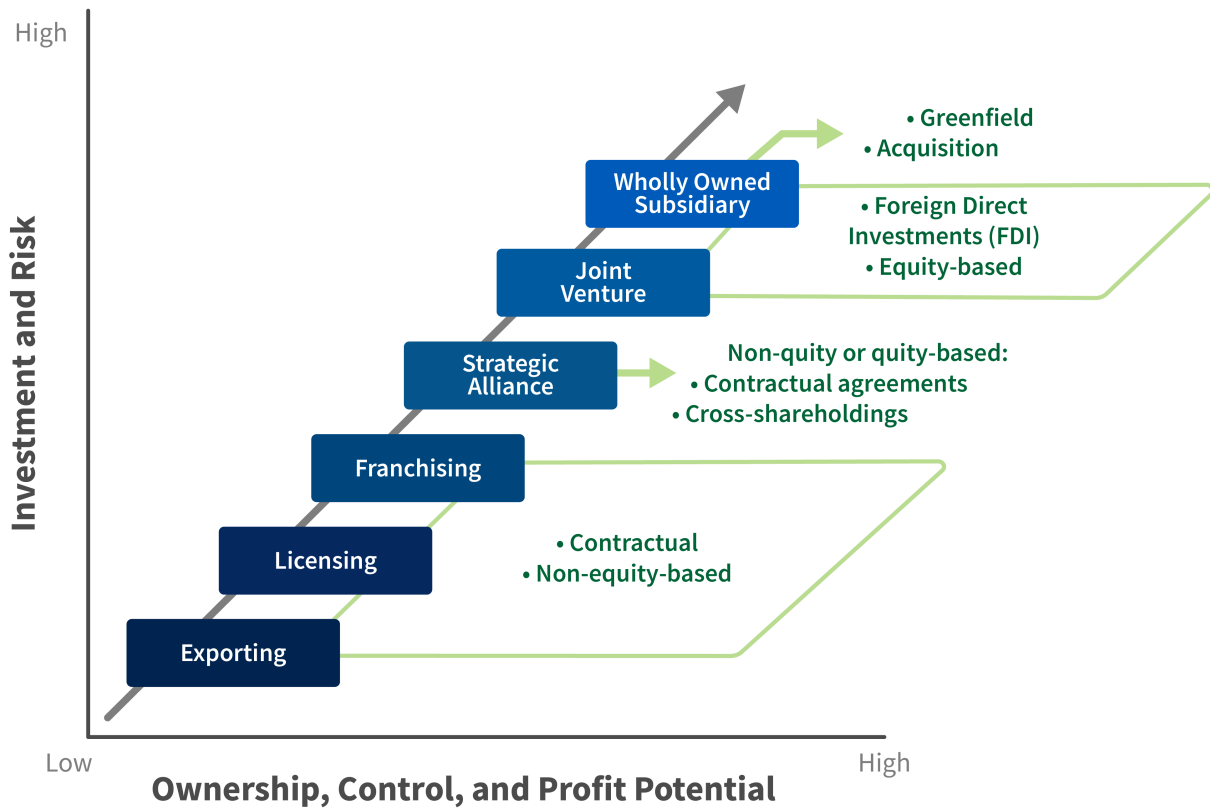 High
• Greenfield
• Acquisition
Wholly Owned
Subsidiary
• Foreign Direct
Investments (FDI)
• Equity-based
Joint
Venture
Strategic
Alliance
Non-quity or quity-based:
• Contractual agreements
• Cross-shareholdings
Franchising
Licensing
• Contractual
• Non-equity-based
Exporting
Investment and Risk
Low
High
Ownership, Control, and Profit Potential